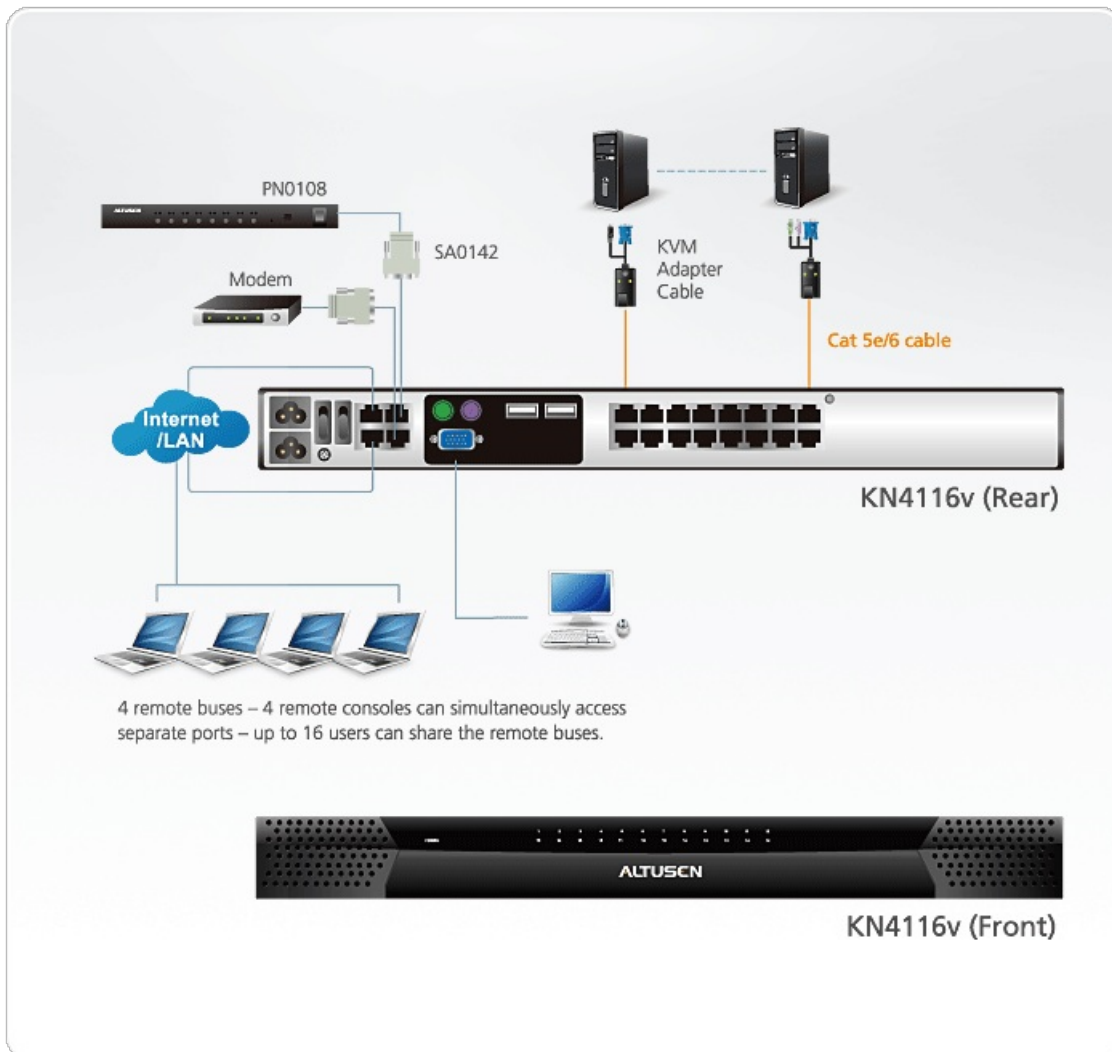 PN0108
ALTUSEN
SA0142
Modem
KVM
Adapter
Cable
Cat 5e/6 cable
Internet
/LAN
KN4116v (Rear)
4 remote buses – 4 remote consoles can simultaneously access
separate ports – up to 16 users can share the remote buses.
ALTUSEN
KN4116v (Front)